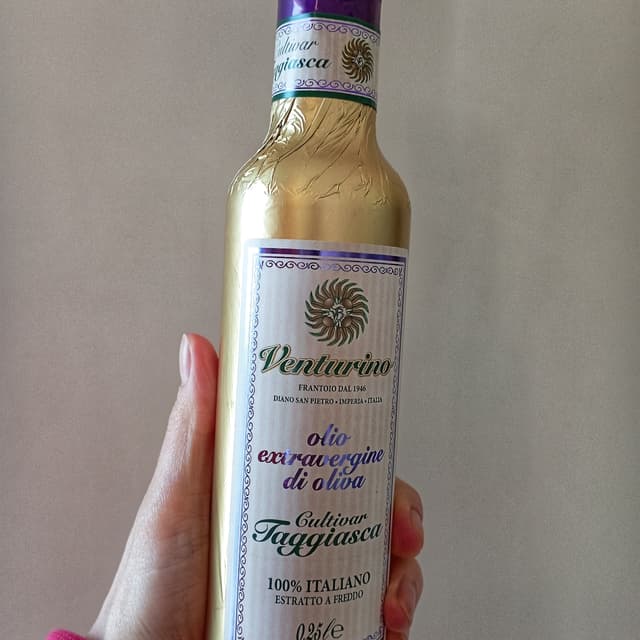 Cultivar
Taggiasca
Venturino
FRANTOIO DAL 1946
DIANO SAN PIETRO • IMPERIA • ITALIA
olio
extravergine
di oliva
Cultivar
Taggiasca
100% ITALIANO
ESTRATTO A FREDDO
0,25 l e